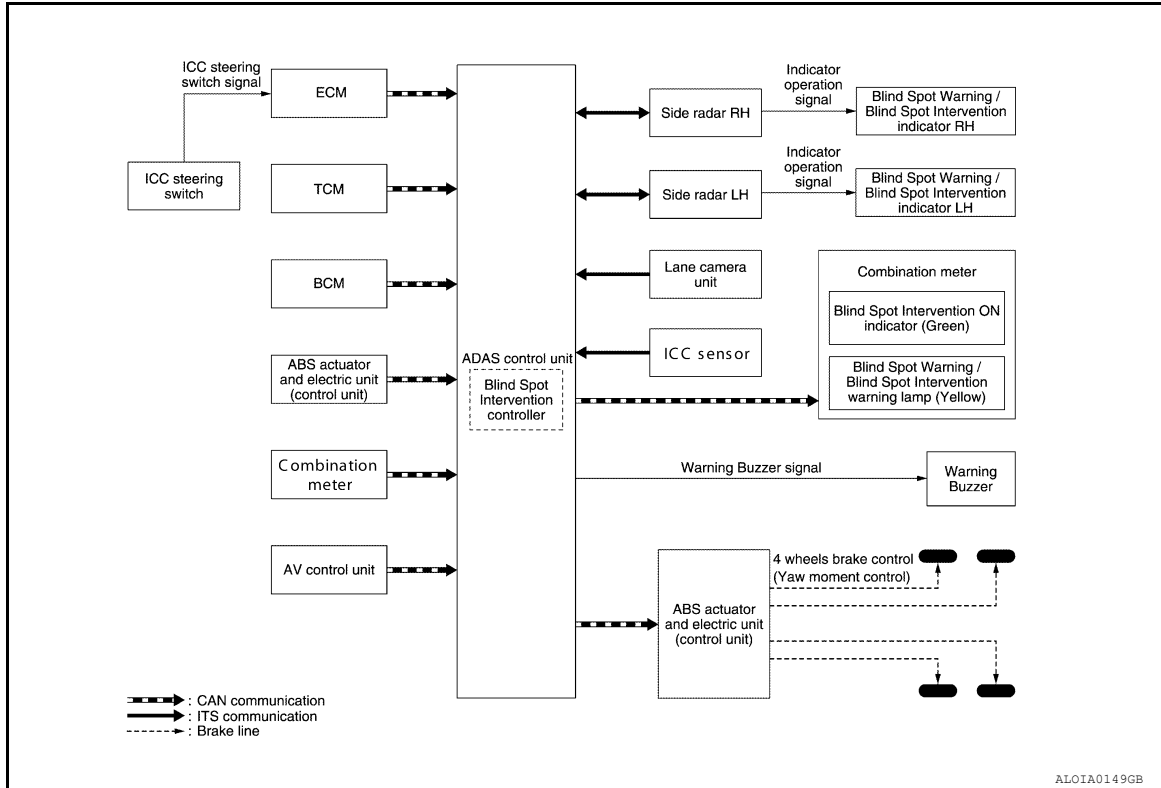 ICC steering
switch signal
ECM
ICC steering
switch
TCM
BCM
ABS actuator
and electric unit
(control unit)
Combination
meter
AV control unit
ADAS control unit
Blind Spot
Intervention
controller
Side radar RH
Indicator
operation
signal
Blind Spot Warning /
Blind Spot Intervention
indicator RH
Side radar LH
Indicator
operation
signal
Blind Spot Warning /
Blind Spot Intervention
indicator LH
Lane camera
unit
ICC sensor
Combination meter
Blind Spot Intervention ON
indicator (Green)
Blind Spot Warning /
Blind Spot Intervention
warning lamp (Yellow)
Warning Buzzer signal
Warning
Buzzer
ABS actuator
and electric unit
(control unit)
4 wheels brake control
(Yaw moment control)
: CAN communication
: ITS communication
: Brake line
ALOIA0149GB